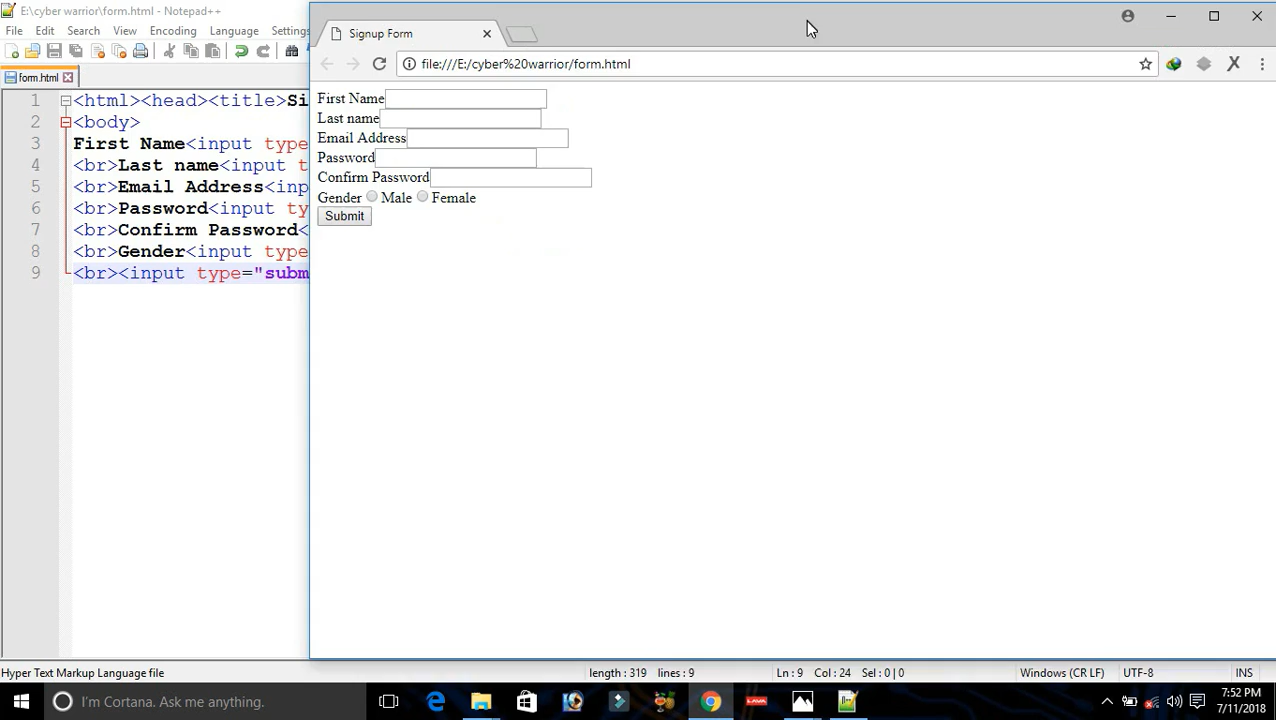 E:\cyber warrior\form.html - Notepad++
File Edit Search View Encoding Language Settings
form.html
1 <html><head><title>Si
2 <body>
3 First Name<input type
4 <br>Last name<input t
5 <br>Email Address<inp
6 <br>Password<input ty
7 <br>Confirm Password<
8 <br>Gender<input type
9 <br><input type="subm
Signup Form
file:///E:/cyber%20warrior/form.html
First Name
Last name
Email Address
Password
Confirm Password
Gender Male Female
Submit
Hyper Text Markup Language file length : 319 lines : 9 Ln : 9 Col : 24 Sel : 0 | 0 Windows (CR LF) UTF-8 INS
I'm Cortana. Ask me anything.
LAVA
7:52 PM
7/11/2018